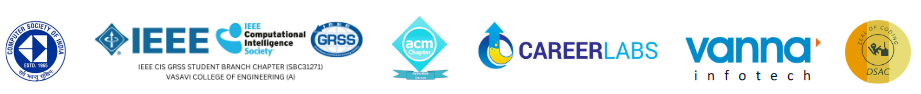 COMPUTER SOCIETY OF INDIA
ESTD. 1965
IEEE
IEEE
Computational
Intelligence
Society
GRSS
IEEE CIS GRSS STUDENT BRANCH CHAPTER (SBC31271)
VASAVI COLLEGE OF ENGINEERING (A)
acm
Chapter
CAREERLABS
vanna
infotech
DSAC